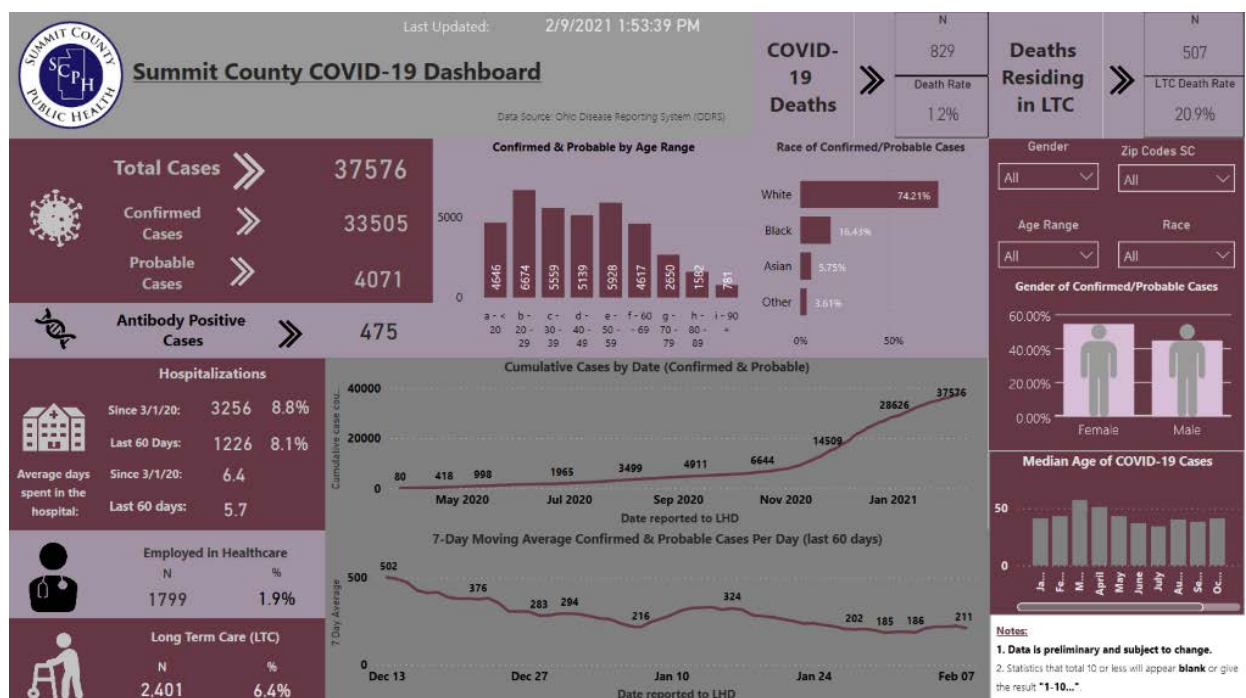 SUMMIT COUNTY
SCPH
PUBLIC HEALTH
Summit County COVID-19 Dashboard
Last Updated: 2/9/2021 1:53:39 PM
Data Source: Ohio Disease Reporting System (ODRS)
COVID-
19
Deaths
N
829
Death Rate
1.2%
Deaths
Residing
in LTC
N
507
LTC Death Rate
20.9%
Total Cases 37576
Confirmed
Cases
33505
Probable
Cases
4071
Antibody Positive
Cases
475
Confirmed & Probable by Age Range
5000
0
4646 6674 5559 5139 5928 4617 2650 1582 781
a - < b - c - d - e - f - 60 g - h - i - 90
20 20 - 30 - 40 - 50 - - 69 70 - 80 - +
29 39 49 59 79 89
Race of Confirmed/Probable Cases
White 74.21%
Black 16.43%
Asian 5.75%
Other 3.61%
0% 50%
Gender Zip Codes SC
All All
Age Range Race
All All
Gender of Confirmed/Probable Cases
60.00%
40.00%
20.00%
0.00%
Female Male
Hospitalizations
Since 3/1/20: 3256 8.8%
Last 60 Days: 1226 8.1%
Average days
spent in the
hospital:
Since 3/1/20: 6.4
Last 60 days: 5.7
Employed in Healthcare
N %
1799 1.9%
Long Term Care (LTC)
N %
2,401 6.4%
Cumulative Cases by Date (Confirmed & Probable)
Cumulative case cou...
40000
20000
0
80 418 998 1965 3499 4911 6644 14509 28626 37576
May 2020 Jul 2020 Sep 2020 Nov 2020 Jan 2021
Date reported to LHD
7-Day Moving Average Confirmed & Probable Cases Per Day (last 60 days)
7 Day Average
500
0
502 376 283 294 216 324 202 185 186 211
Dec 13 Dec 27 Jan 10 Jan 24 Feb 07
Date reported to LHD
Median Age of COVID-19 Cases
50
0
Ja... Fe... M... April May June July Au... Se... Oc...
Notes:
1. Data is preliminary and subject to change.
2. Statistics that total 10 or less will appear blank or give
the result "1-10...".